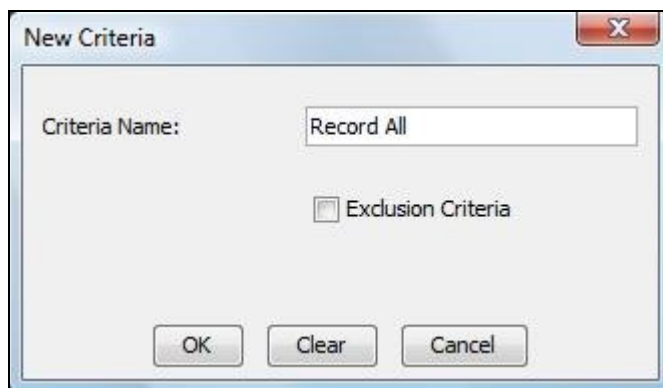 New Criteria
Criteria Name: Record All
Exclusion Criteria
OK Clear Cancel